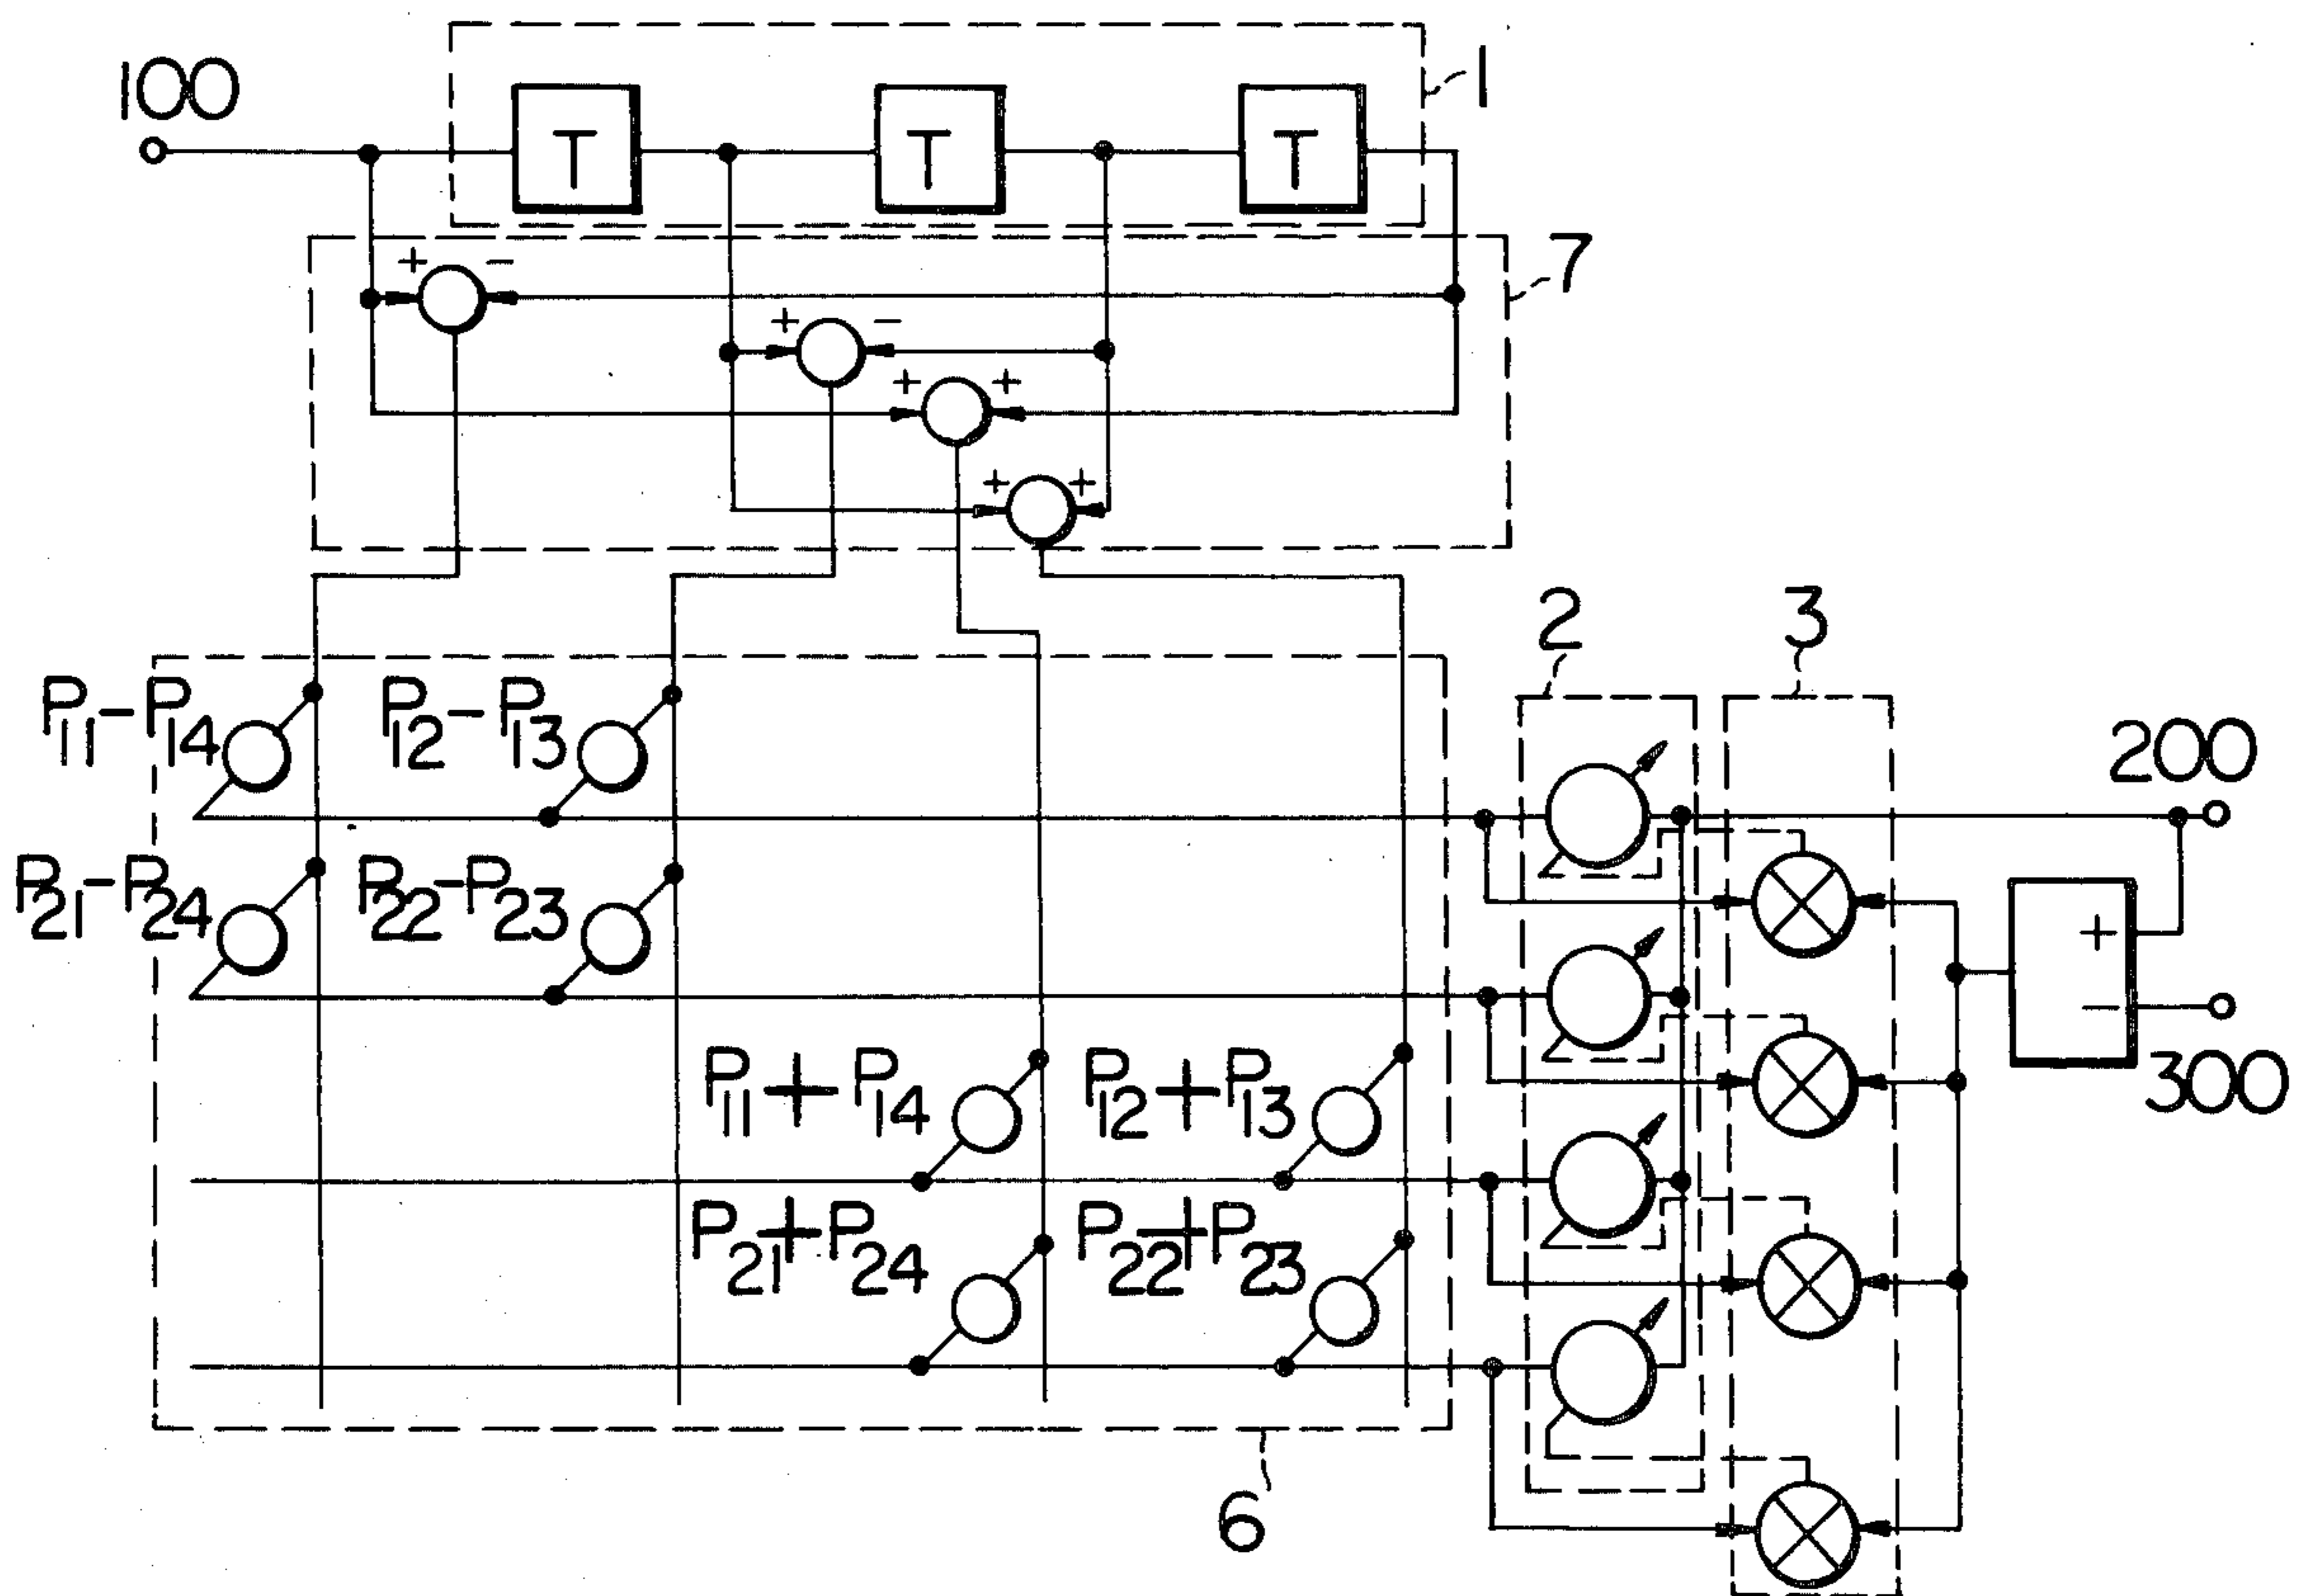 100
1
T T T
7
+ −
+ −
+ +
+ +
2
3
P11−P14 P12−P13
200
P21−P24 P22−P23
+
−
300
P11+P14 P12+P13
P21+P24 P22+P23
6